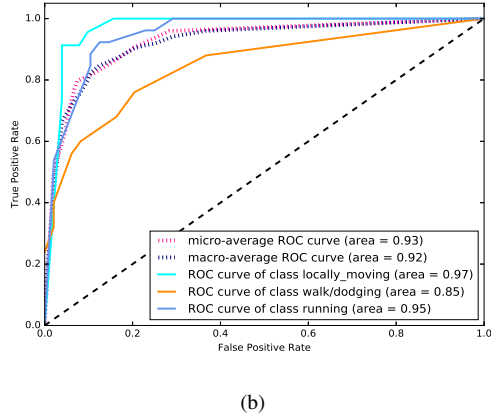 1.0
0.8
0.6
0.4
0.2
0.0
True Positive Rate
micro-average ROC curve (area = 0.93)
macro-average ROC curve (area = 0.92)
ROC curve of class locally_moving (area = 0.97)
ROC curve of class walk/dodging (area = 0.85)
ROC curve of class running (area = 0.95)
0.0 0.2 0.4 0.6 0.8 1.0
False Positive Rate
(b)